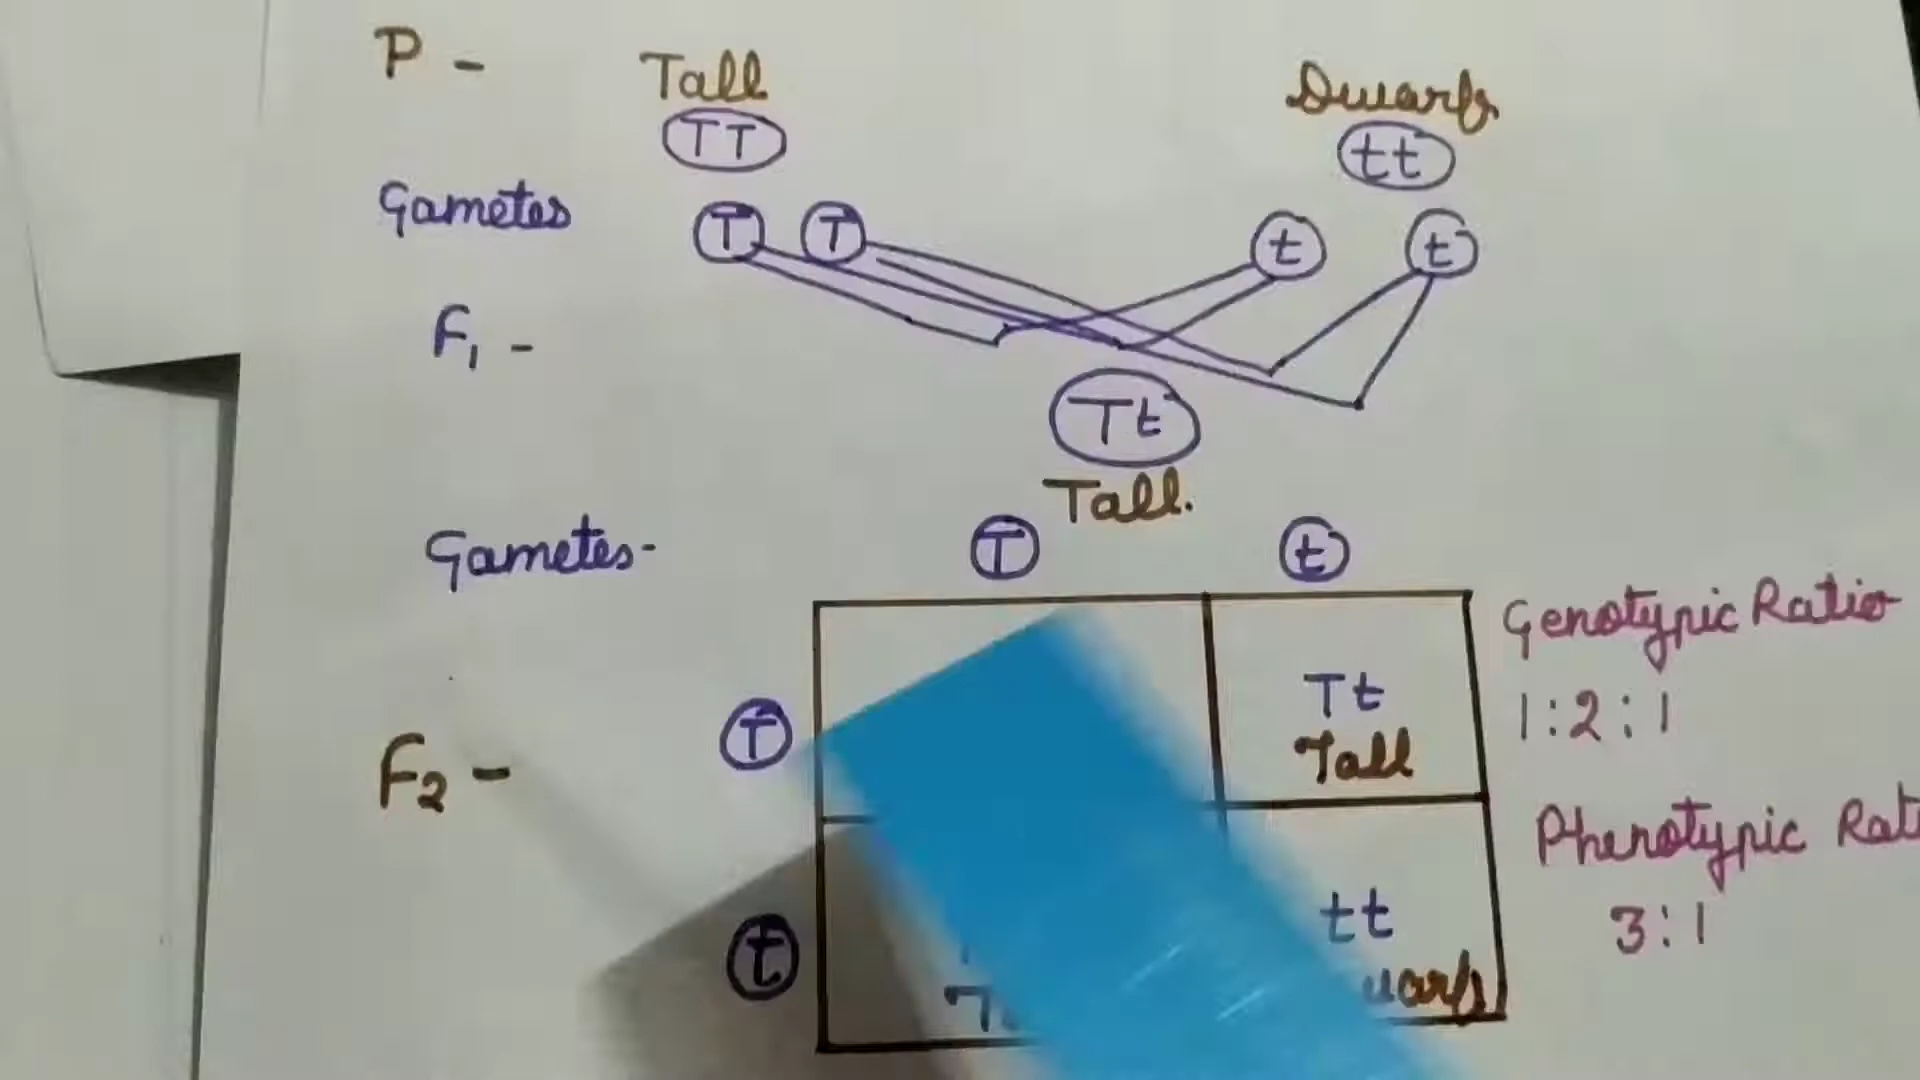 P -
Tall
Dwarf
TT
tt
Gametes
T T t t
F1 -
Tt
Tall.
Gametes-
T t
Genotypic Ratio
T
Tt
1:2:1
Tall
F2 -
Phenotypic
tt
3:1
t